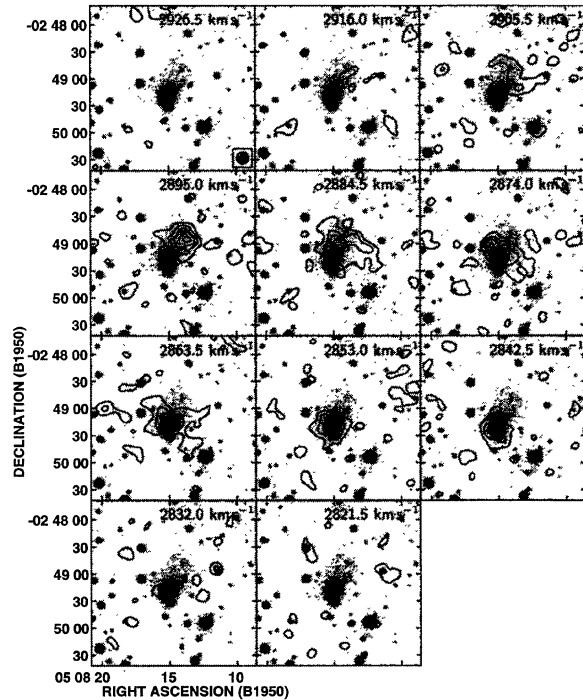 -02 48 00
2926.5 km s⁻¹
2916.0 km s⁻¹
2905.5 km s⁻¹
49 00
30
50 00
30
-02 48 00
2895.0 km s⁻¹
2884.5 km s⁻¹
2874.0 km s⁻¹
30
49 00
30
50 00
30
-02 48 00
2863.5 km s⁻¹
2853.0 km s⁻¹
2842.5 km s⁻¹
30
49 00
30
50 00
30
-02 48 00
2832.0 km s⁻¹
2821.5 km s⁻¹
30
49 00
30
50 00
30
DECLINATION (B1950)
05 08 20
15
10
RIGHT ASCENSION (B1950)